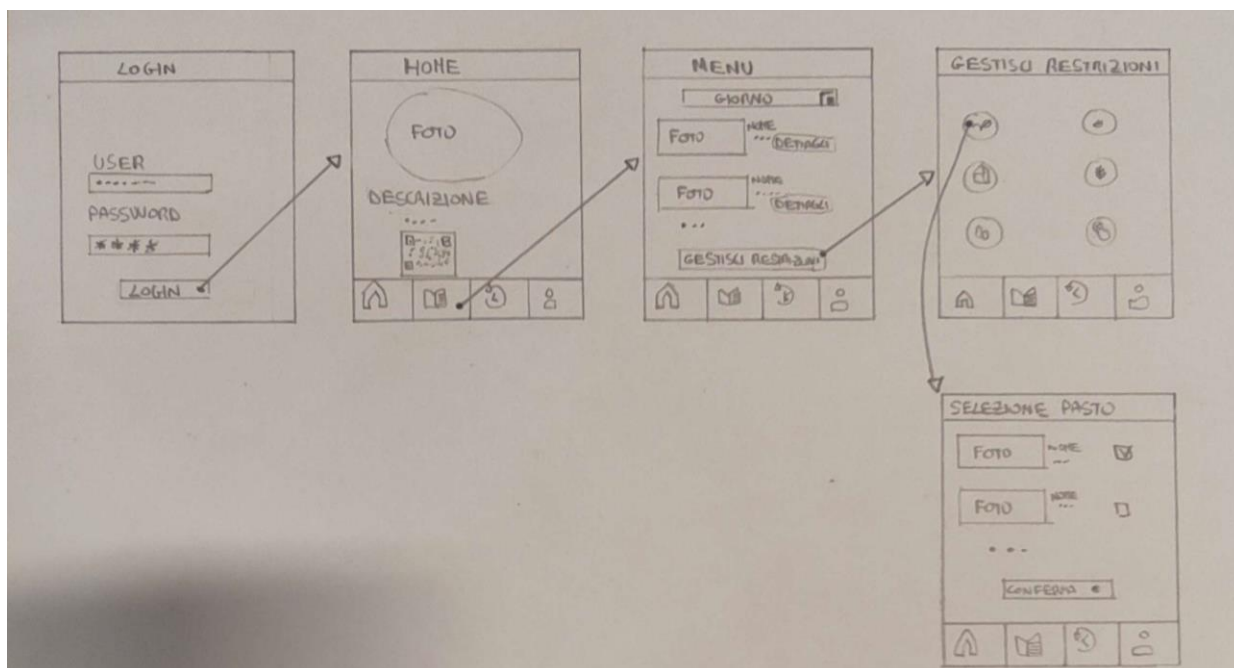 LOGIN
USER
PASSWORD
****
LOGIN
HOME
FOTO
DESCRIZIONE
MENU
GIORNO
FOTO
NOME
DETTAGLI
FOTO
NOME
DETTAGLI
...
GESTISCI RESTRIZIONI
GESTISCI RESTRIZIONI
SELEZIONE PASTO
FOTO
NOME
FOTO
NOME
...
CONFERMA